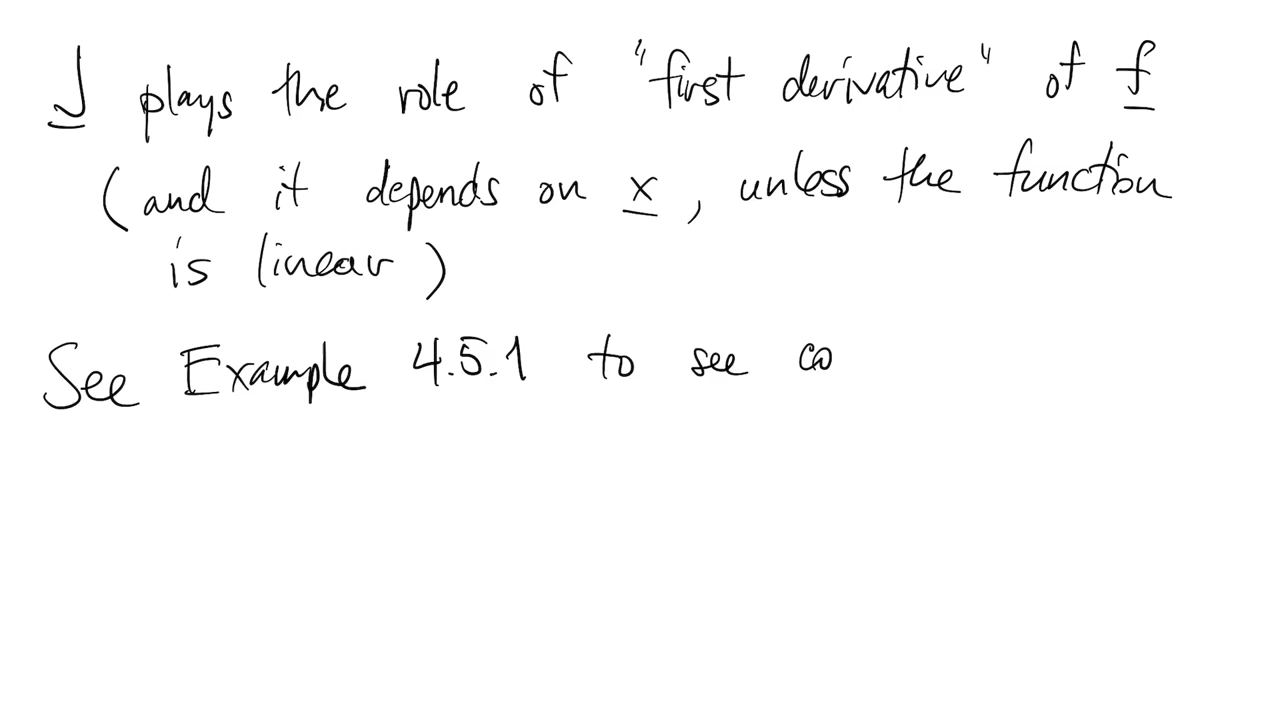 J plays the role of "first derivative" of f
(and it depends on x, unless the function
is linear)
See Example 4.5.1 to see co